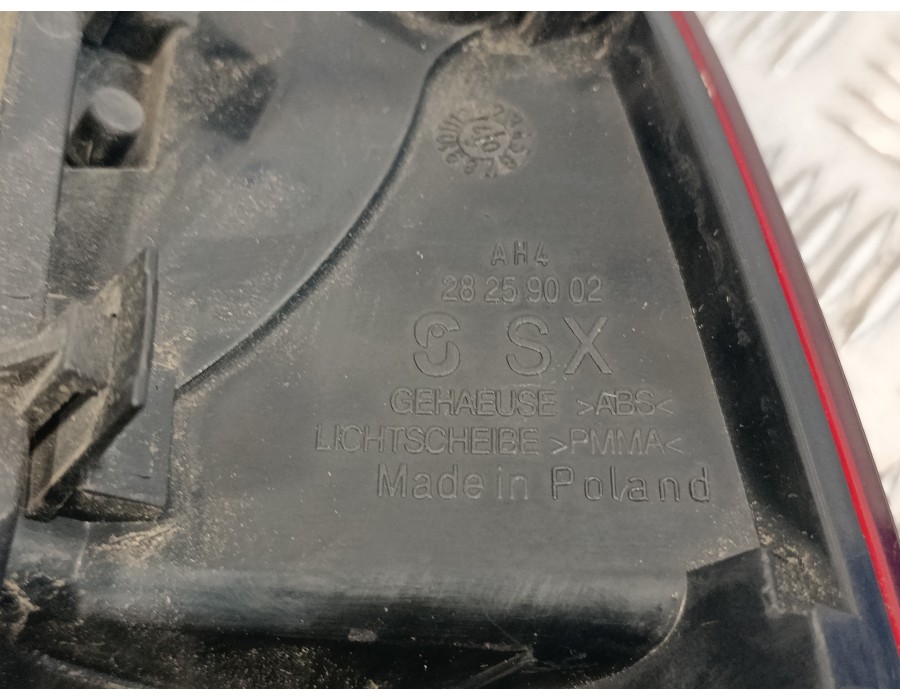 AH4
28 25 90 02
SX
GEHAEUSE >ABS<
LICHTSCHEIBE >PMMA<
Made in Poland